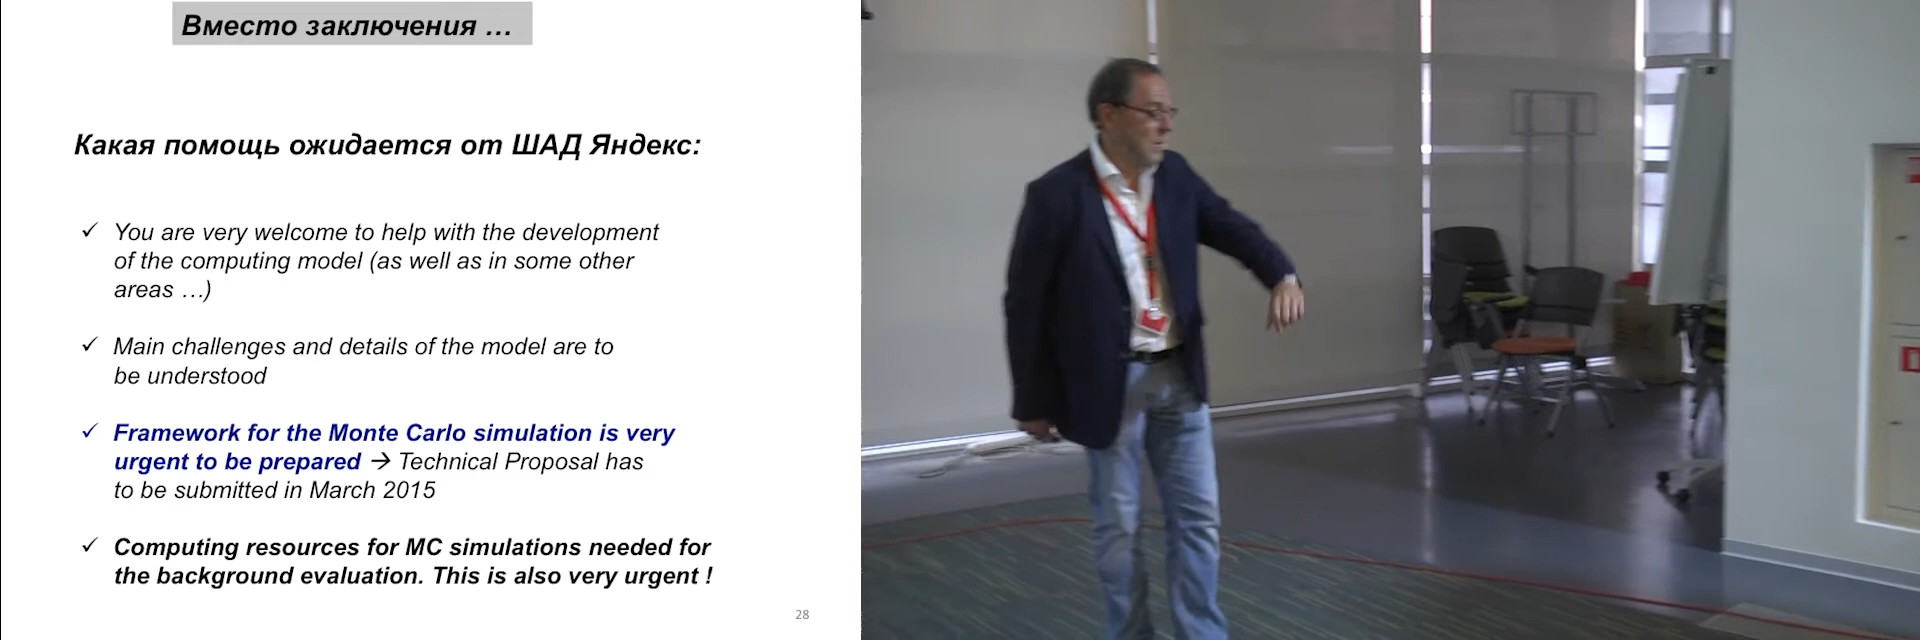 Вместо заключения …
Какая помощь ожидается от ШАД Яндекс:
✓ You are very welcome to help with the development
of the computing model (as well as in some other
areas …)
✓ Main challenges and details of the model are to
be understood
✓ Framework for the Monte Carlo simulation is very
urgent to be prepared → Technical Proposal has
to be submitted in March 2015
✓ Computing resources for MC simulations needed for
the background evaluation. This is also very urgent !
28